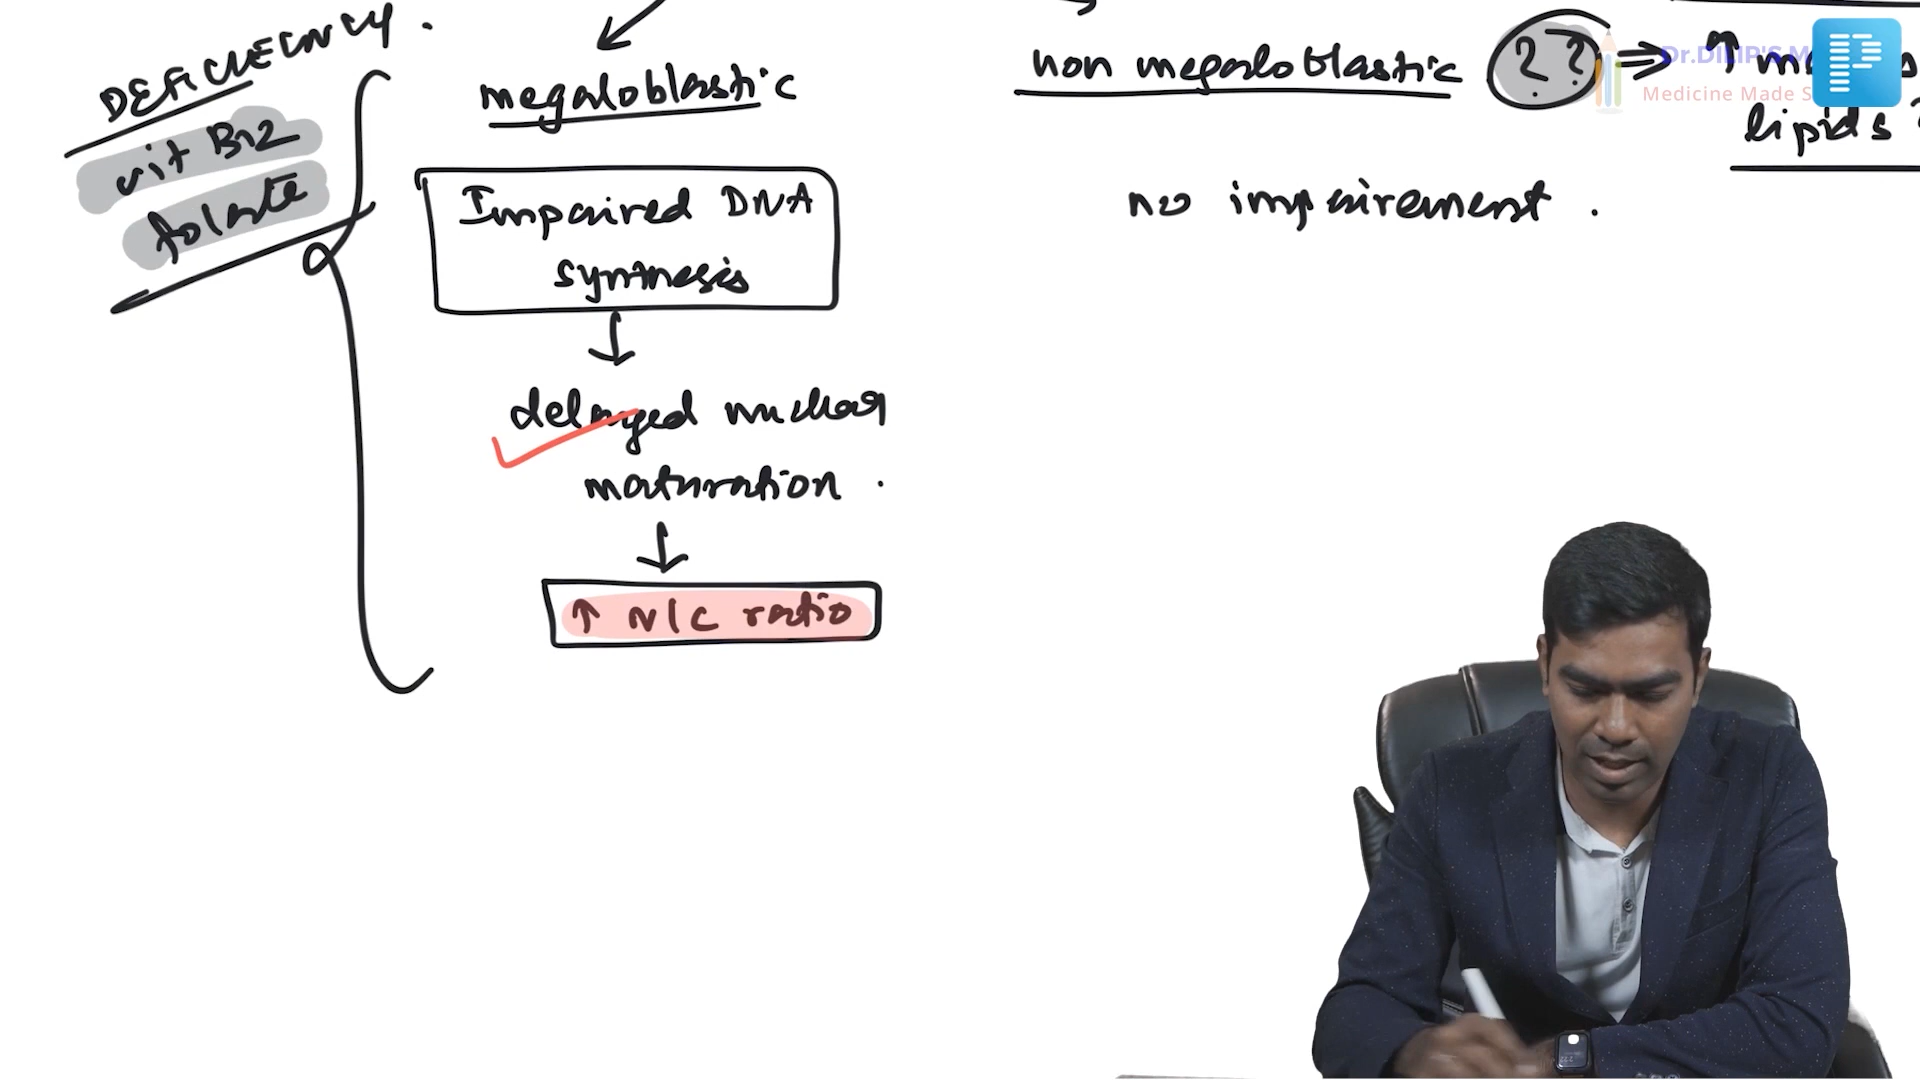 DEFICIENCY.
vit B12
folate
megaloblastic
Impaired DNA
synthesis
↓
delayed nuclear
maturation.
↓
↑ N/C ratio
non megaloblastic ?? ⇒ ↑
lipids
no impairement.
Dr.DILIP'S
Medicine Made